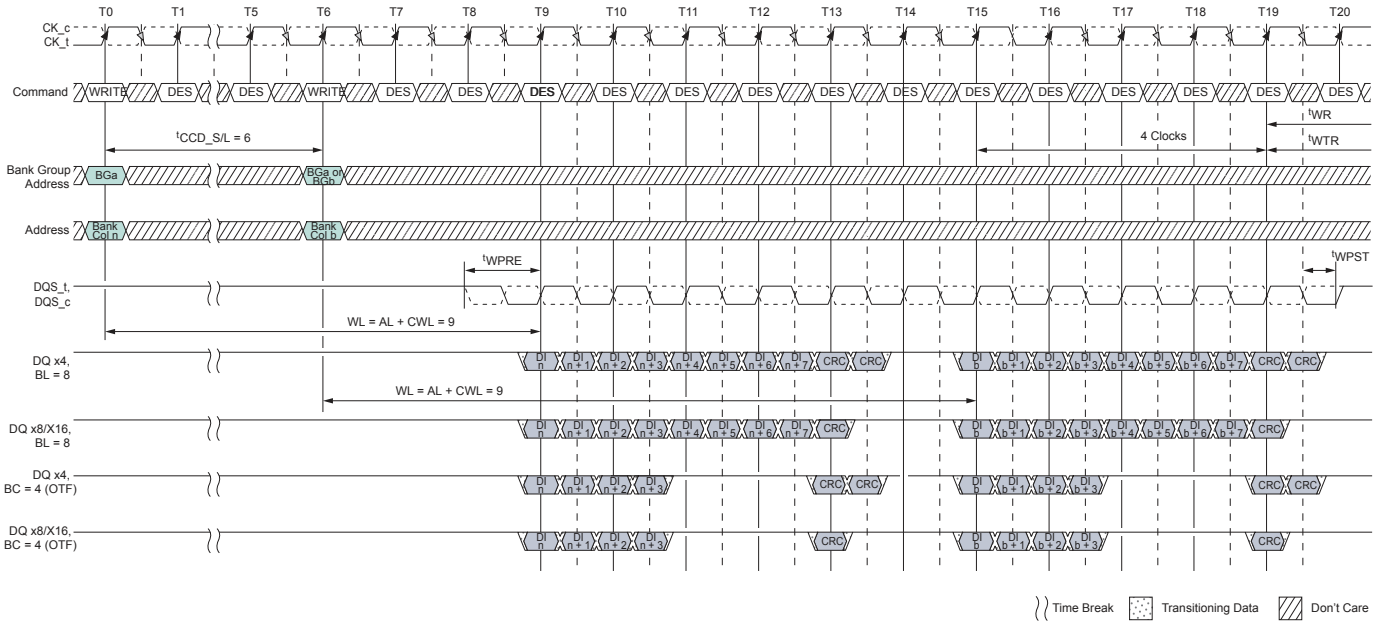 T0 T1 T5 T6 T7 T8 T9 T10 T11 T12 T13 T14 T15 T16 T17 T18 T19 T20
CK_c
CK_t
Command WRITE DES DES WRITE DES DES DES DES DES DES DES DES DES DES DES DES DES DES
tWR
tCCD_S/L = 6 4 Clocks tWTR
Bank Group
Address
BGa
BGa or
BGb
Address
Bank
Col n
Bank
Col b
tWPRE tWPST
DQS_t,
DQS_c
WL = AL + CWL = 9
DQ x4,
BL = 8
DI DI DI DI DI DI DI DI CRC CRC DI DI DI DI DI DI DI DI CRC CRC
n n + 1 n + 2 n + 3 n + 4 n + 5 n + 6 n + 7 b b + 1 b + 2 b + 3 b + 4 b + 5 b + 6 b + 7
WL = AL + CWL = 9
DQ x8/X16,
BL = 8
DI DI DI DI DI DI DI DI CRC DI DI DI DI DI DI DI DI CRC
n n + 1 n + 2 n + 3 n + 4 n + 5 n + 6 n + 7 b b + 1 b + 2 b + 3 b + 4 b + 5 b + 6 b + 7
DQ x4,
BC = 4 (OTF)
DI DI DI DI CRC CRC DI DI DI DI CRC CRC
n n + 1 n + 2 n + 3 b b + 1 b + 2 b + 3
DQ x8/X16,
BC = 4 (OTF)
DI DI DI DI CRC DI DI DI DI CRC
n n + 1 n + 2 n + 3 b b + 1 b + 2 b + 3
Time Break Transitioning Data Don't Care